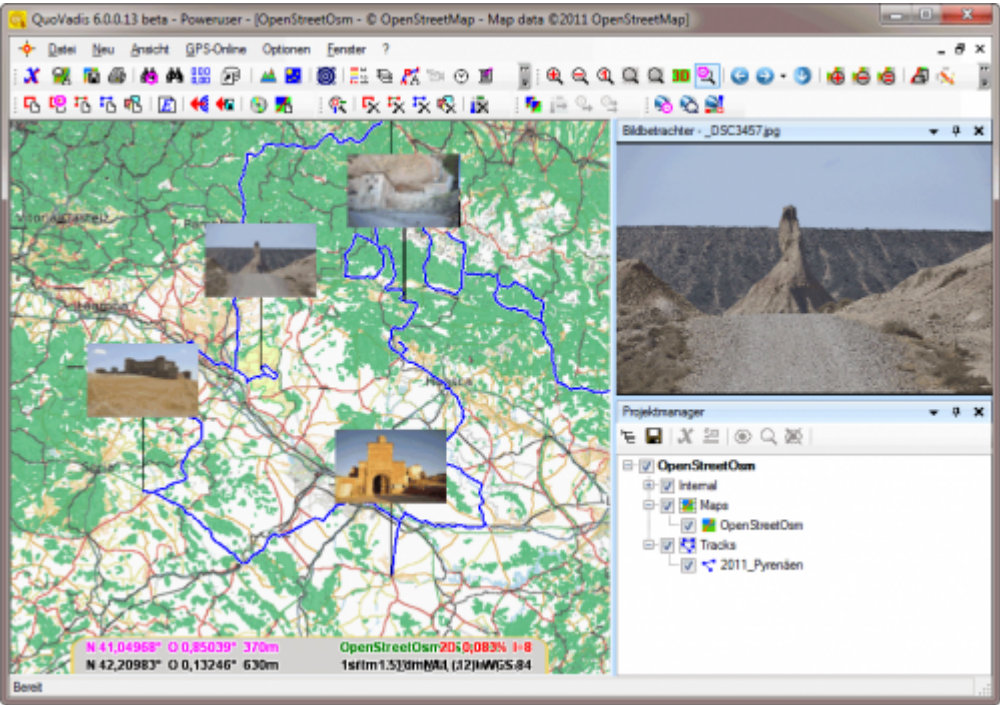 QuoVadis 6.0.0.13 beta - Poweruser - [OpenStreetOsm - © OpenStreetMap - Map data ©2011 OpenStreetMap]
Datei Neu Ansicht GPS-Online Optionen Fenster ?
3D
Bildbetrachter - _DSC3457.jpg
Projektmanager
OpenStreetOsm
Internal
Maps
OpenStreetOsm
Tracks
2011_Pyrenäen
Huesca
N 41,04968° O 0,85039° 370m
OpenStreetOsm
N 42,20983° O 0,13246° 630m
Bereit